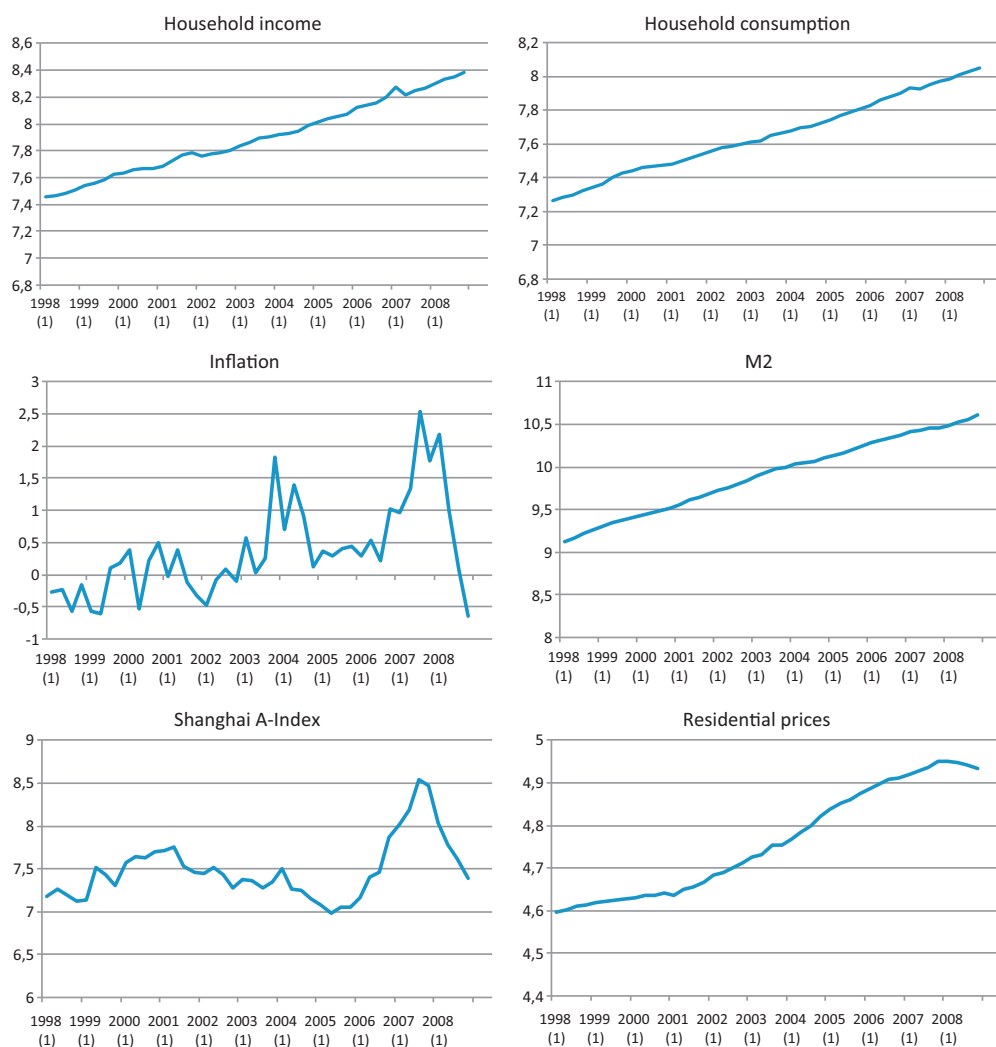 Household income
8,6
8,4
8,2
8
7,8
7,6
7,4
7,2
7
6,8
1998 1999 2000 2001 2002 2003 2004 2005 2006 2007 2008
(1) (1) (1) (1) (1) (1) (1) (1) (1) (1) (1)
Household consumption
8,2
8
7,8
7,6
7,4
7,2
7
6,8
1998 1999 2000 2001 2002 2003 2004 2005 2006 2007 2008
(1) (1) (1) (1) (1) (1) (1) (1) (1) (1) (1)
Inflation
3
2,5
2
1,5
1
0,5
0
-0,5
-1
1998 1999 2000 2001 2002 2003 2004 2005 2006 2007 2008
(1) (1) (1) (1) (1) (1) (1) (1) (1) (1) (1)
M2
11
10,5
10
9,5
9
8,5
8
1998 1999 2000 2001 2002 2003 2004 2005 2006 2007 2008
(1) (1) (1) (1) (1) (1) (1) (1) (1) (1) (1)
Shanghai A-Index
9
8,5
8
7,5
7
6,5
6
1998 1999 2000 2001 2002 2003 2004 2005 2006 2007 2008
(1) (1) (1) (1) (1) (1) (1) (1) (1) (1) (1)
Residential prices
5
4,9
4,8
4,7
4,6
4,5
4,4
1998 1999 2000 2001 2002 2003 2004 2005 2006 2007 2008
(1) (1) (1) (1) (1) (1) (1) (1) (1) (1) (1)